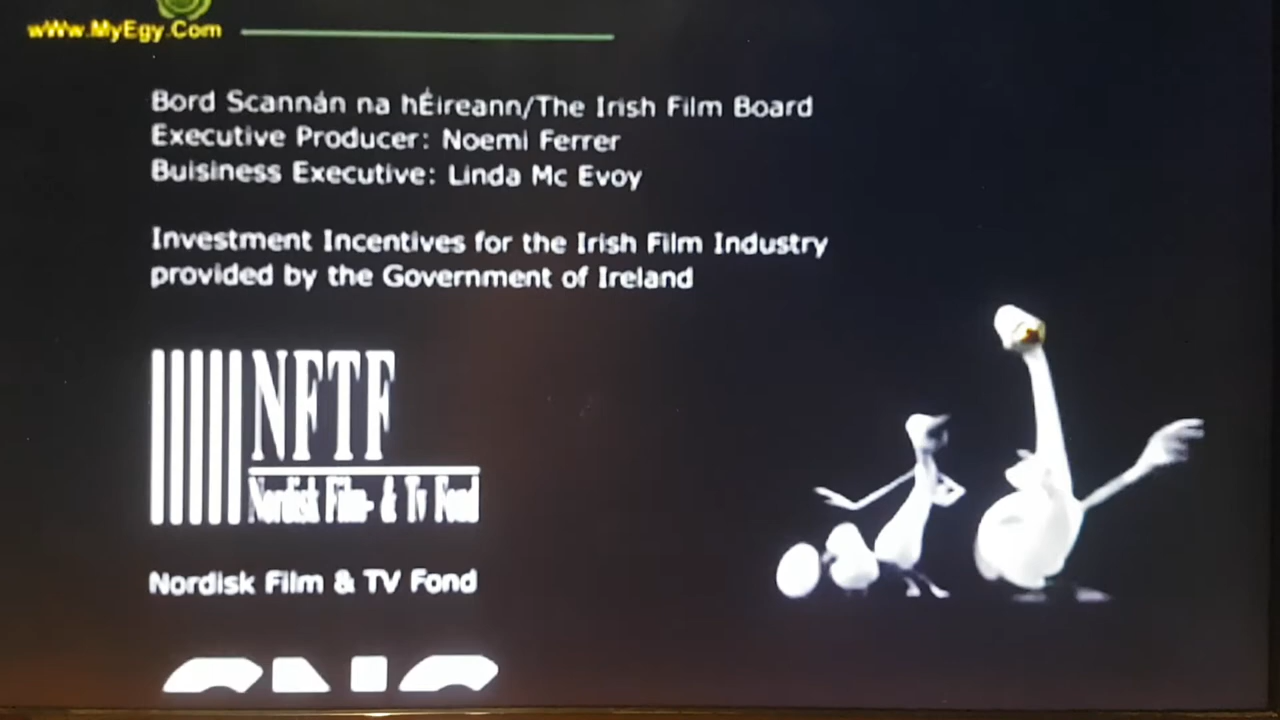 wWw.MyEgy.Com
Bord Scannán na hÉireann/The Irish Film Board
Executive Producer: Noemi Ferrer
Buisiness Executive: Linda Mc Evoy
Investment Incentives for the Irish Film Industry
provided by the Government of Ireland
NFTF
Nordisk Film- & Tv Fond
Nordisk Film & TV Fond